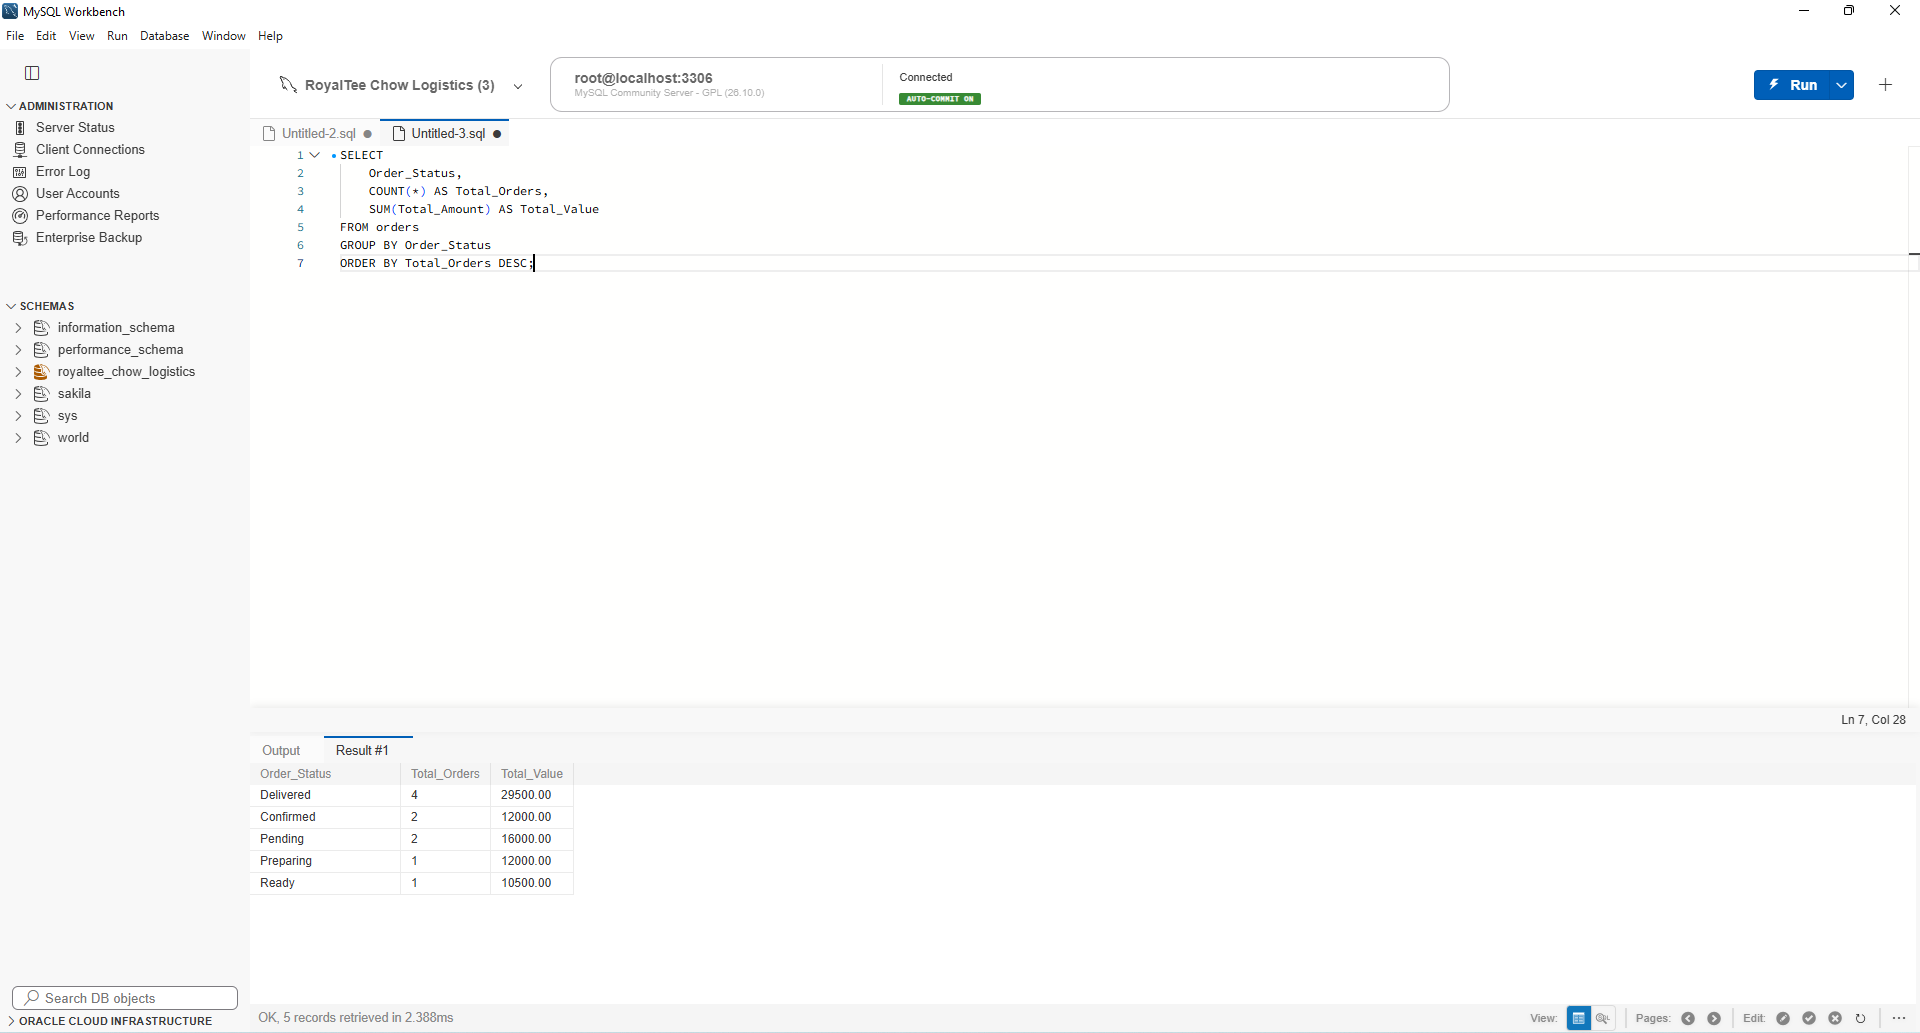 MySQL Workbench
File Edit View Run Database Window Help
RoyalTee Chow Logistics (3)
root@localhost:3306
MySQL Community Server - GPL (26.10.0)
Connected
AUTO-COMMIT ON
Run
ADMINISTRATION
Server Status
Client Connections
Error Log
User Accounts
Performance Reports
Enterprise Backup
SCHEMAS
information_schema
performance_schema
royaltee_chow_logistics
sakila
sys
world
Search DB objects
ORACLE CLOUD INFRASTRUCTURE
Untitled-2.sql Untitled-3.sql
1 SELECT
2 Order_Status,
3 COUNT(*) AS Total_Orders,
4 SUM(Total_Amount) AS Total_Value
5 FROM orders
6 GROUP BY Order_Status
7 ORDER BY Total_Orders DESC;
Ln 7, Col 28
Output Result #1
Order_Status Total_Orders Total_Value
Delivered 4 29500.00
Confirmed 2 12000.00
Pending 2 16000.00
Preparing 1 12000.00
Ready 1 10500.00
OK, 5 records retrieved in 2.388ms
View: Pages: Edit: